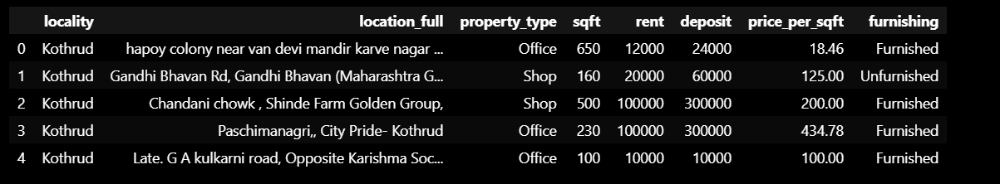 locality location_full property_type sqft rent deposit price_per_sqft furnishing
0 Kothrud hapoy colony near van devi mandir karve nagar ... Office 650 12000 24000 18.46 Furnished
1 Kothrud Gandhi Bhavan Rd, Gandhi Bhavan (Maharashtra G... Shop 160 20000 60000 125.00 Unfurnished
2 Kothrud Chandani chowk , Shinde Farm Golden Group, Shop 500 100000 300000 200.00 Furnished
3 Kothrud Paschimanagri,, City Pride- Kothrud Office 230 100000 300000 434.78 Furnished
4 Kothrud Late. G A kulkarni road, Opposite Karishma Soc... Office 100 10000 10000 100.00 Furnished